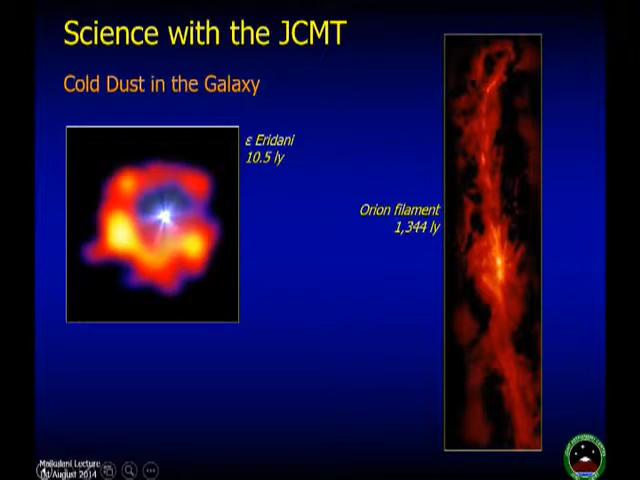 Science with the JCMT
Cold Dust in the Galaxy
ε Eridani
10.5 ly
Orion filament
1,344 ly
Lecture
August 2014